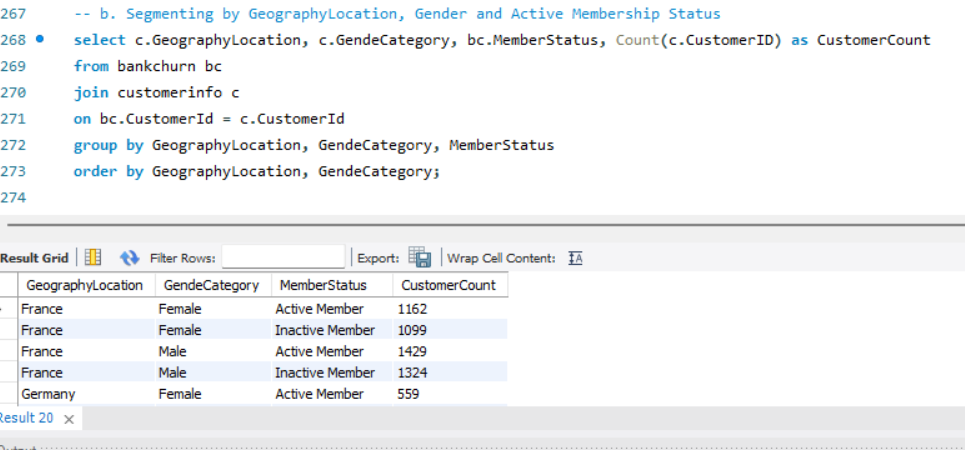 267 -- b. Segmenting by GeographyLocation, Gender and Active Membership Status
268 select c.GeographyLocation, c.GendeCategory, bc.MemberStatus, Count(c.CustomerID) as CustomerCount
269 from bankchurn bc
270 join customerinfo c
271 on bc.CustomerId = c.CustomerId
272 group by GeographyLocation, GendeCategory, MemberStatus
273 order by GeographyLocation, GendeCategory;
274
Result Grid Filter Rows: Export: Wrap Cell Content: IA
GeographyLocation GendeCategory MemberStatus CustomerCount
France Female Active Member 1162
France Female Inactive Member 1099
France Male Active Member 1429
France Male Inactive Member 1324
Germany Female Active Member 559
Result 20